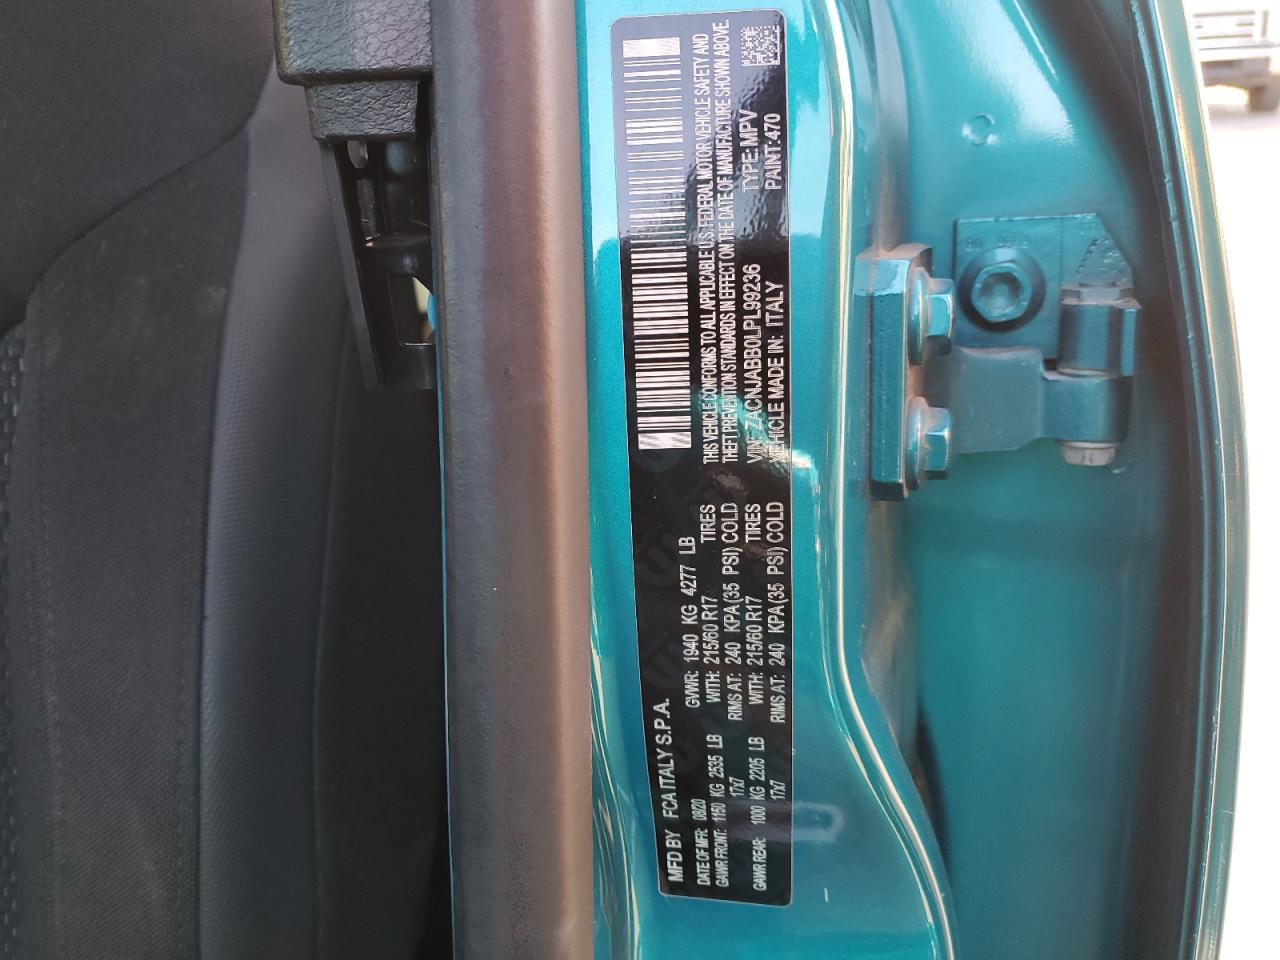 MFD BY FCA ITALY S.P.A.
DATE OF MFR: 08/20 GVWR: 1940 KG 4277 LB
GAWR FRONT: 1150 KG 2535 LB WITH: 215/60 R17 TIRES
17x7 RIMS AT: 240 KPA(35 PSI) COLD
GAWR REAR: 1000 KG 2205 LB WITH: 215/60 R17 TIRES
17x7 RIMS AT: 240 KPA(35 PSI) COLD
THIS VEHICLE CONFORMS TO ALL APPLICABLE U.S. FEDERAL MOTOR VEHICLE SAFETY AND
THEFT PREVENTION STANDARDS IN EFFECT ON THE DATE OF MANUFACTURE SHOWN ABOVE.
VIN: ZACNJABB0LPL99236 TYPE: MPV
VEHICLE MADE IN: ITALY PAINT: 470